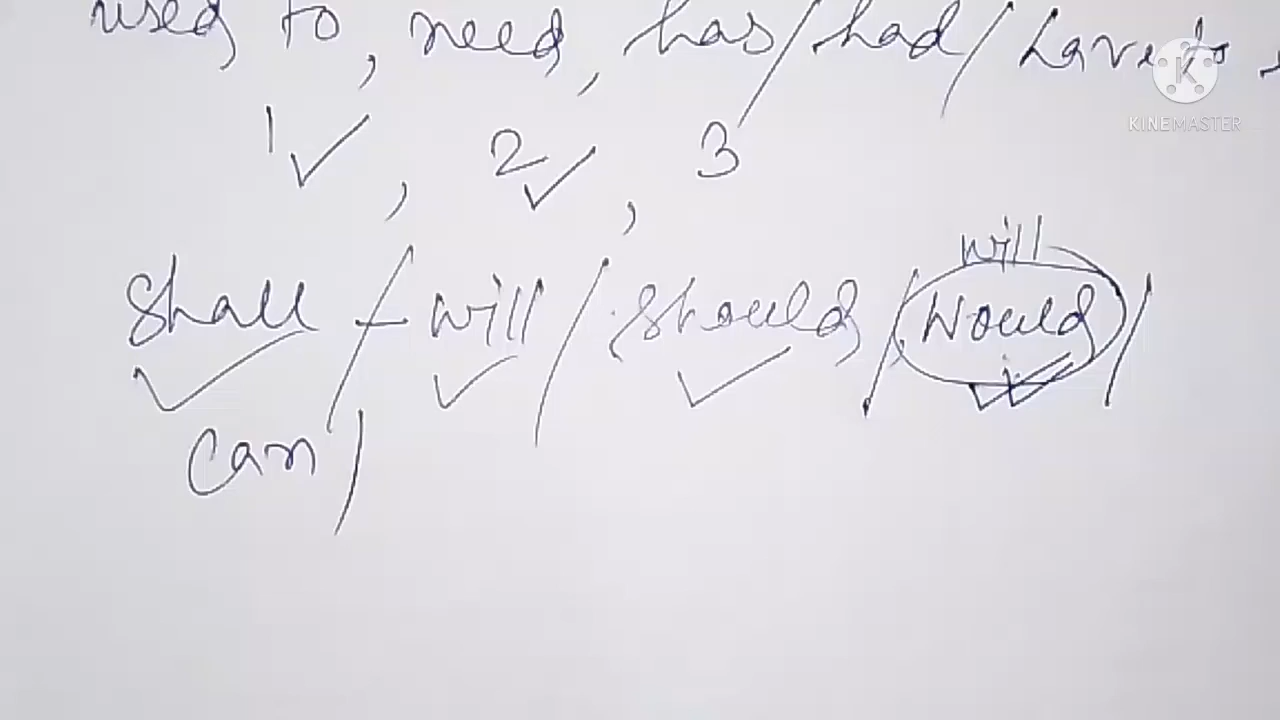 used to, need, has/had/have to
KINEMASTER
1, 2, 3
will
Shall / will / Should / Would /
Can /